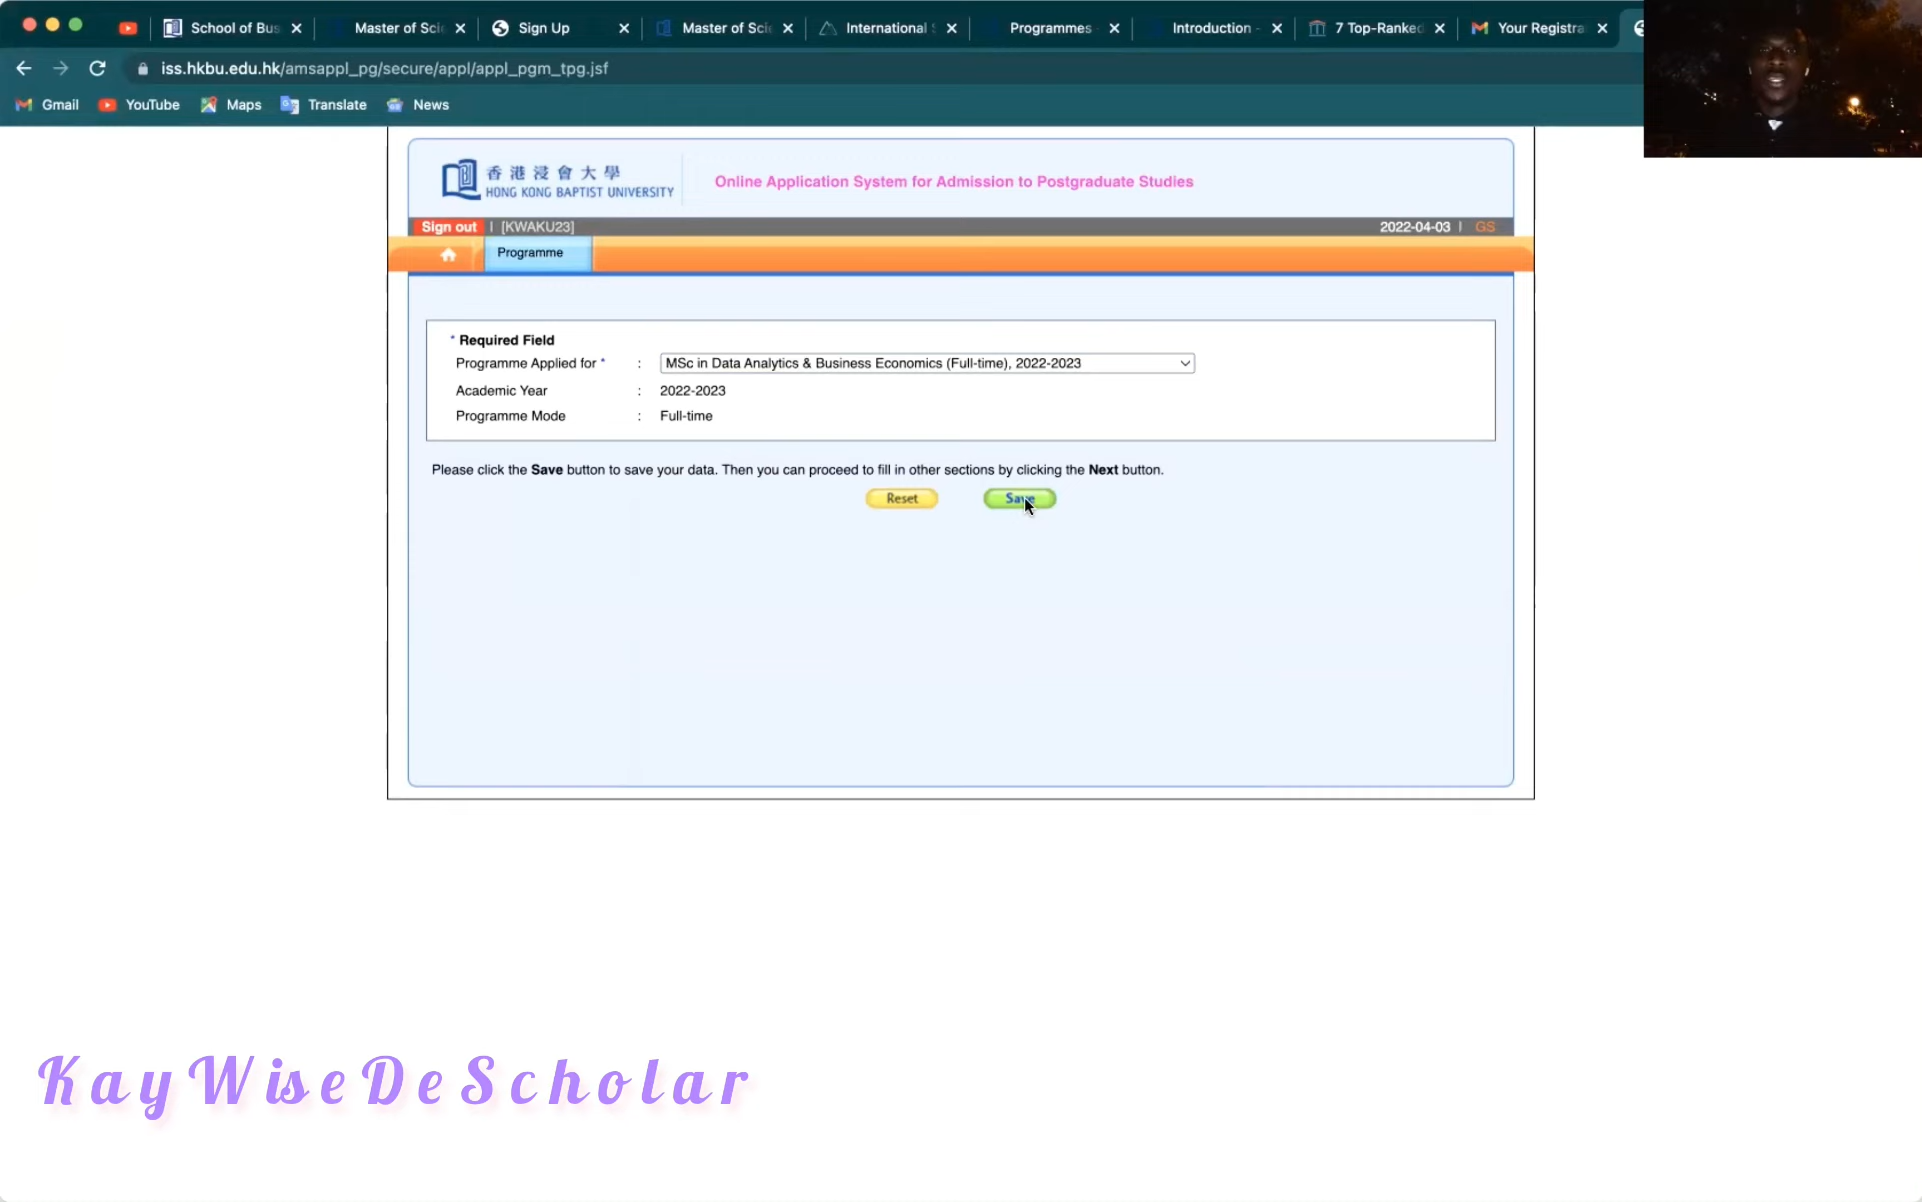 School of Bus
Master of Scie
Sign Up
Master of Scie
International S
Programmes
Introduction -
7 Top-Ranked
Your Registra
iss.hkbu.edu.hk/amsappl_pg/secure/appl/appl_pgm_tpg.jsf
Gmail
YouTube
Maps
Translate
News
香港浸會大學
HONG KONG BAPTIST UNIVERSITY
Online Application System for Admission to Postgraduate Studies
Sign out | [KWAKU23]
2022-04-03 | GS
Programme
* Required Field
Programme Applied for * : MSc in Data Analytics & Business Economics (Full-time), 2022-2023
Academic Year : 2022-2023
Programme Mode : Full-time
Please click the Save button to save your data. Then you can proceed to fill in other sections by clicking the Next button.
Reset
Save
KayWiseDeScholar